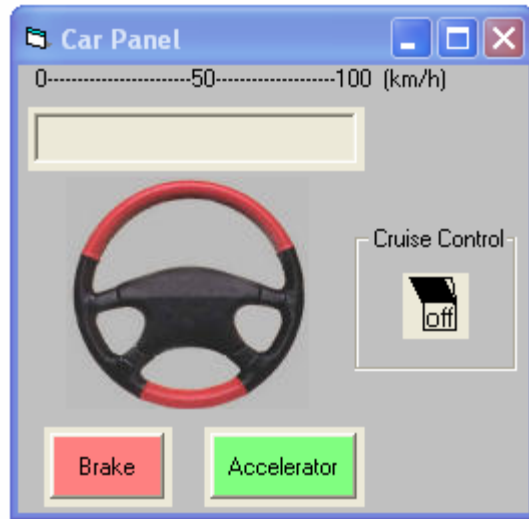 Car Panel
0----------------------50------------------100 (km/h)
Cruise Control
off
Brake
Accelerator